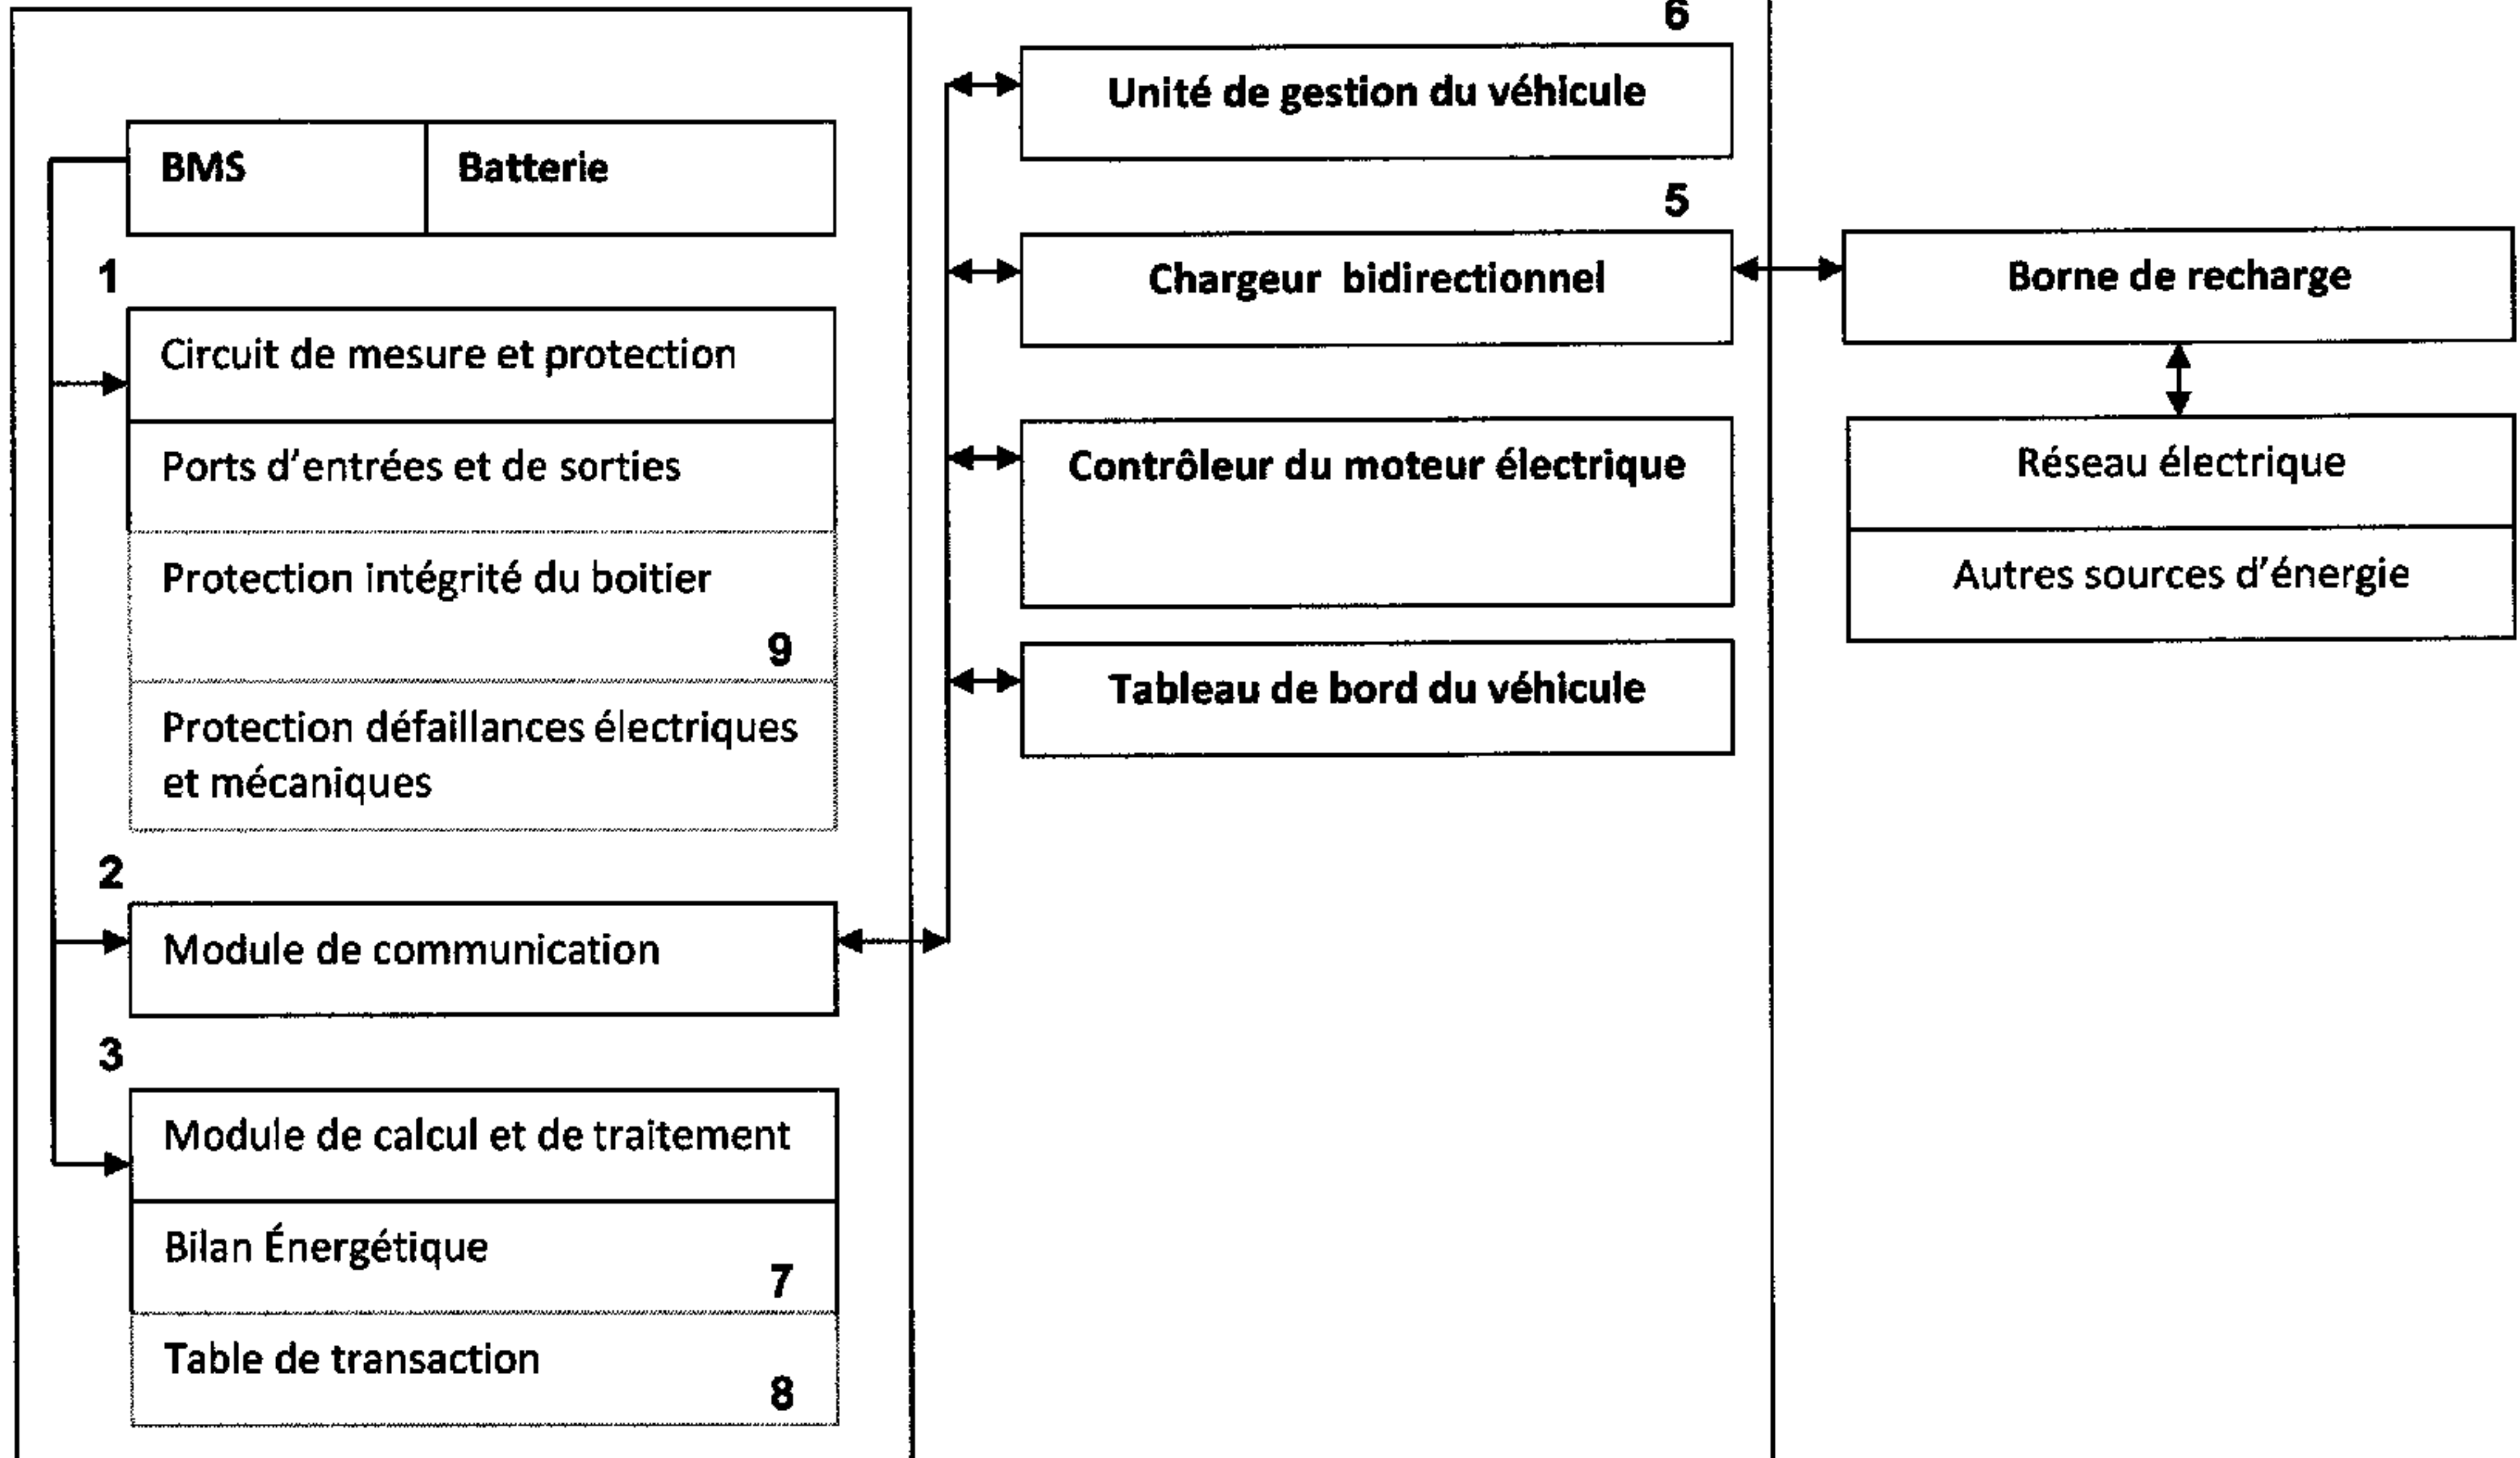 BMS
Batterie
1
Circuit de mesure et protection
Ports d'entrées et de sorties
Protection intégrité du boitier
9
Protection défaillances électriques
et mécaniques
2
Module de communication
3
Module de calcul et de traitement
Bilan Énergétique
7
Table de transaction
8
6
Unité de gestion du véhicule
5
Chargeur bidirectionnel
Contrôleur du moteur électrique
Tableau de bord du véhicule
Borne de recharge
Réseau électrique
Autres sources d'énergie